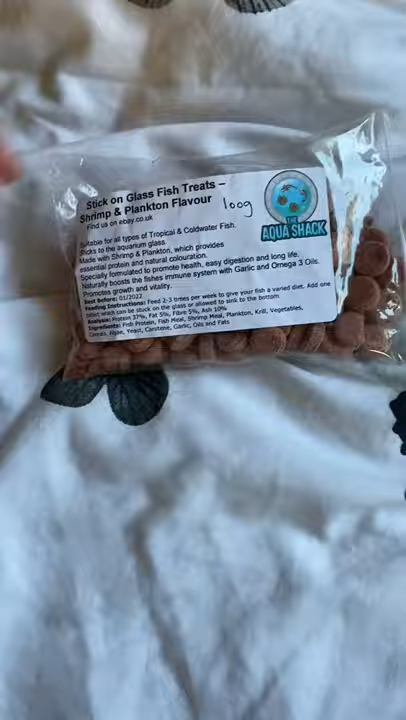 Stick on Glass Fish Treats –
Shrimp & Plankton Flavour
100g
Find us on ebay.co.uk
THE
AQUA SHACK
Suitable for all types of Tropical & Coldwater Fish.
Sticks to the aquarium glass.
Made with Shrimp & Plankton, which provides
essential protein and natural colouration.
Specially formulated to promote health, easy digestion and long life.
Naturally boosts the fishes immune system with Garlic and Omega 3 Oils.
Promotes growth and vitality.
Best Before: 01/2022
Feeding Instructions: Feed 2-3 times per week to give your fish a varied diet. Add one
tablet which can be stuck on the glass or allowed to sink to the bottom
Analysis: Protein 37%, Fat 5%, Fibre 5%, Ash 10%
Ingredients: Fish Protein, Fish Meal, Shrimp Meal, Plankton, Krill, Vegetables,
Cereals, Algae, Yeast, Carotene, Garlic, Oils and Fats